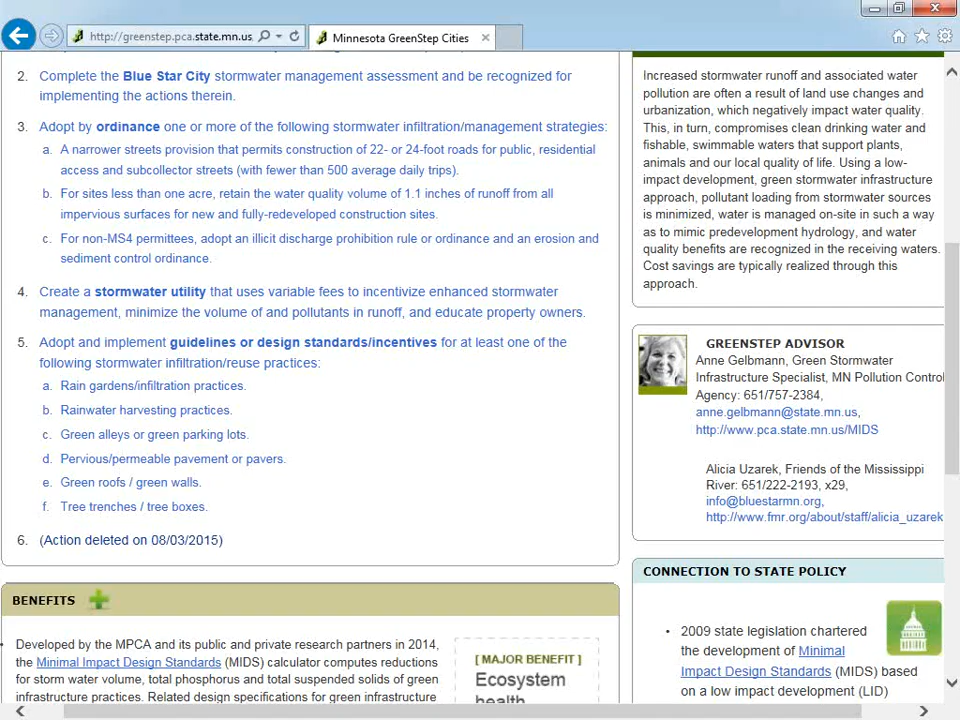 http://greenstep.pca.state.mn.us,
Minnesota GreenStep Cities
2. Complete the Blue Star City stormwater management assessment and be recognized for
implementing the actions therein.
3. Adopt by ordinance one or more of the following stormwater infiltration/management strategies:
a. A narrower streets provision that permits construction of 22- or 24-foot roads for public, residential
access and subcollector streets (with fewer than 500 average daily trips).
b. For sites less than one acre, retain the water quality volume of 1.1 inches of runoff from all
impervious surfaces for new and fully-redeveloped construction sites.
c. For non-MS4 permittees, adopt an illicit discharge prohibition rule or ordinance and an erosion and
sediment control ordinance.
4. Create a stormwater utility that uses variable fees to incentivize enhanced stormwater
management, minimize the volume of and pollutants in runoff, and educate property owners.
5. Adopt and implement guidelines or design standards/incentives for at least one of the
following stormwater infiltration/reuse practices:
a. Rain gardens/infiltration practices.
b. Rainwater harvesting practices.
c. Green alleys or green parking lots.
d. Pervious/permeable pavement or pavers.
e. Green roofs / green walls.
f. Tree trenches / tree boxes.
6. (Action deleted on 08/03/2015)
BENEFITS
Developed by the MPCA and its public and private research partners in 2014,
the Minimal Impact Design Standards (MIDS) calculator computes reductions
for storm water volume, total phosphorus and total suspended solids of green
infrastructure practices. Related design specifications for green infrastructure
[ MAJOR BENEFIT ]
Ecosystem
health
Increased stormwater runoff and associated water
pollution are often a result of land use changes and
urbanization, which negatively impact water quality.
This, in turn, compromises clean drinking water and
fishable, swimmable waters that support plants,
animals and our local quality of life. Using a low-
impact development, green stormwater infrastructure
approach, pollutant loading from stormwater sources
is minimized, water is managed on-site in such a way
as to mimic predevelopment hydrology, and water
quality benefits are recognized in the receiving waters.
Cost savings are typically realized through this
approach.
GREENSTEP ADVISOR
Anne Gelbmann, Green Stormwater
Infrastructure Specialist, MN Pollution Control
Agency: 651/757-2384,
anne.gelbmann@state.mn.us,
http://www.pca.state.mn.us/MIDS
Alicia Uzarek, Friends of the Mississippi
River: 651/222-2193, x29,
info@bluestarmn.org,
http://www.fmr.org/about/staff/alicia_uzarek
CONNECTION TO STATE POLICY
• 2009 state legislation chartered
the development of Minimal
Impact Design Standards (MIDS) based
on a low impact development (LID)